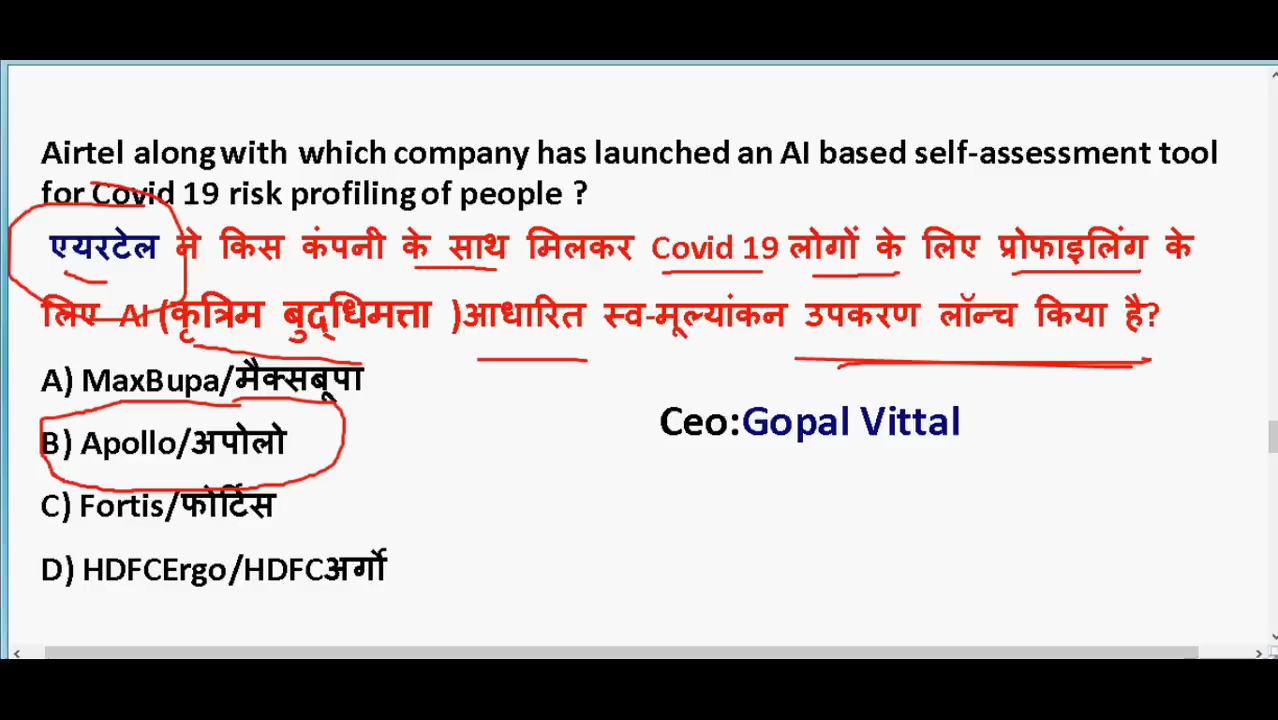 Airtel along with which company has launched an AI based self-assessment tool
for Covid 19 risk profiling of people ?
एयरटेल ने किस कंपनी के साथ मिलकर Covid 19 लोगों के लिए प्रोफाइलिंग के
लिए AI (कृत्रिम बुद्धिमत्ता )आधारित स्व-मूल्यांकन उपकरण लॉन्च किया है?
A) MaxBupa/मैक्सबूपा
Ceo:Gopal Vittal
B) Apollo/अपोलो
C) Fortis/फोर्टिस
D) HDFCErgo/HDFCअर्गो